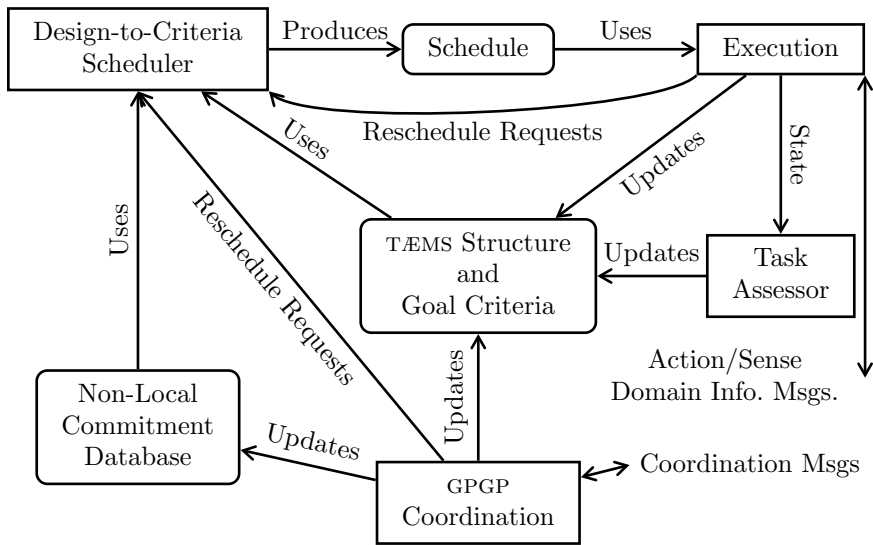 Design-to-Criteria
Scheduler
Produces
Schedule
Uses
Execution
Reschedule Requests
Uses
Updates
State
Uses
Reschedule Requests
TÆMS Structure
and
Goal Criteria
Updates
Task
Assessor
Action/Sense
Domain Info. Msgs.
Non-Local
Commitment
Database
Updates
Updates
GPGP
Coordination
Coordination Msgs